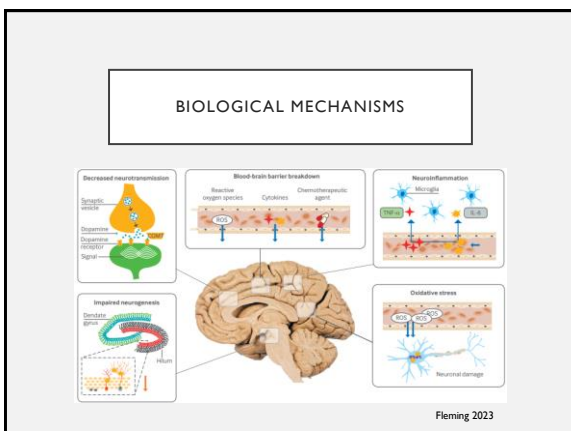 BIOLOGICAL MECHANISMS
Decreased neurotransmission
Synaptic
vesicle
Dopamine
Dopamine
receptor
Signal
Blood-brain barrier breakdown
Reactive
oxygen species
Cytokines
Chemotherapeutic
agent
ROS
Neuroinflammation
Microglia
TNF-α
IL-6
Impaired neurogenesis
Dendate
gyrus
Hilum
Oxidative stress
ROS
ROS
ROS
Neuronal damage
Fleming 2023